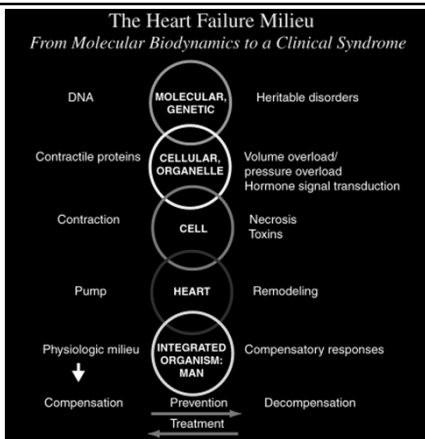 The Heart Failure Milieu
From Molecular Biodynamics to a Clinical Syndrome
DNA
MOLECULAR,
GENETIC
Heritable disorders
Contractile proteins
CELLULAR,
ORGANELLE
Volume overload/
pressure overload
Hormone signal transduction
Contraction
CELL
Necrosis
Toxins
Pump
HEART
Remodeling
Physiologic milieu
INTEGRATED
ORGANISM:
MAN
Compensatory responses
Compensation
Prevention
Decompensation
Treatment